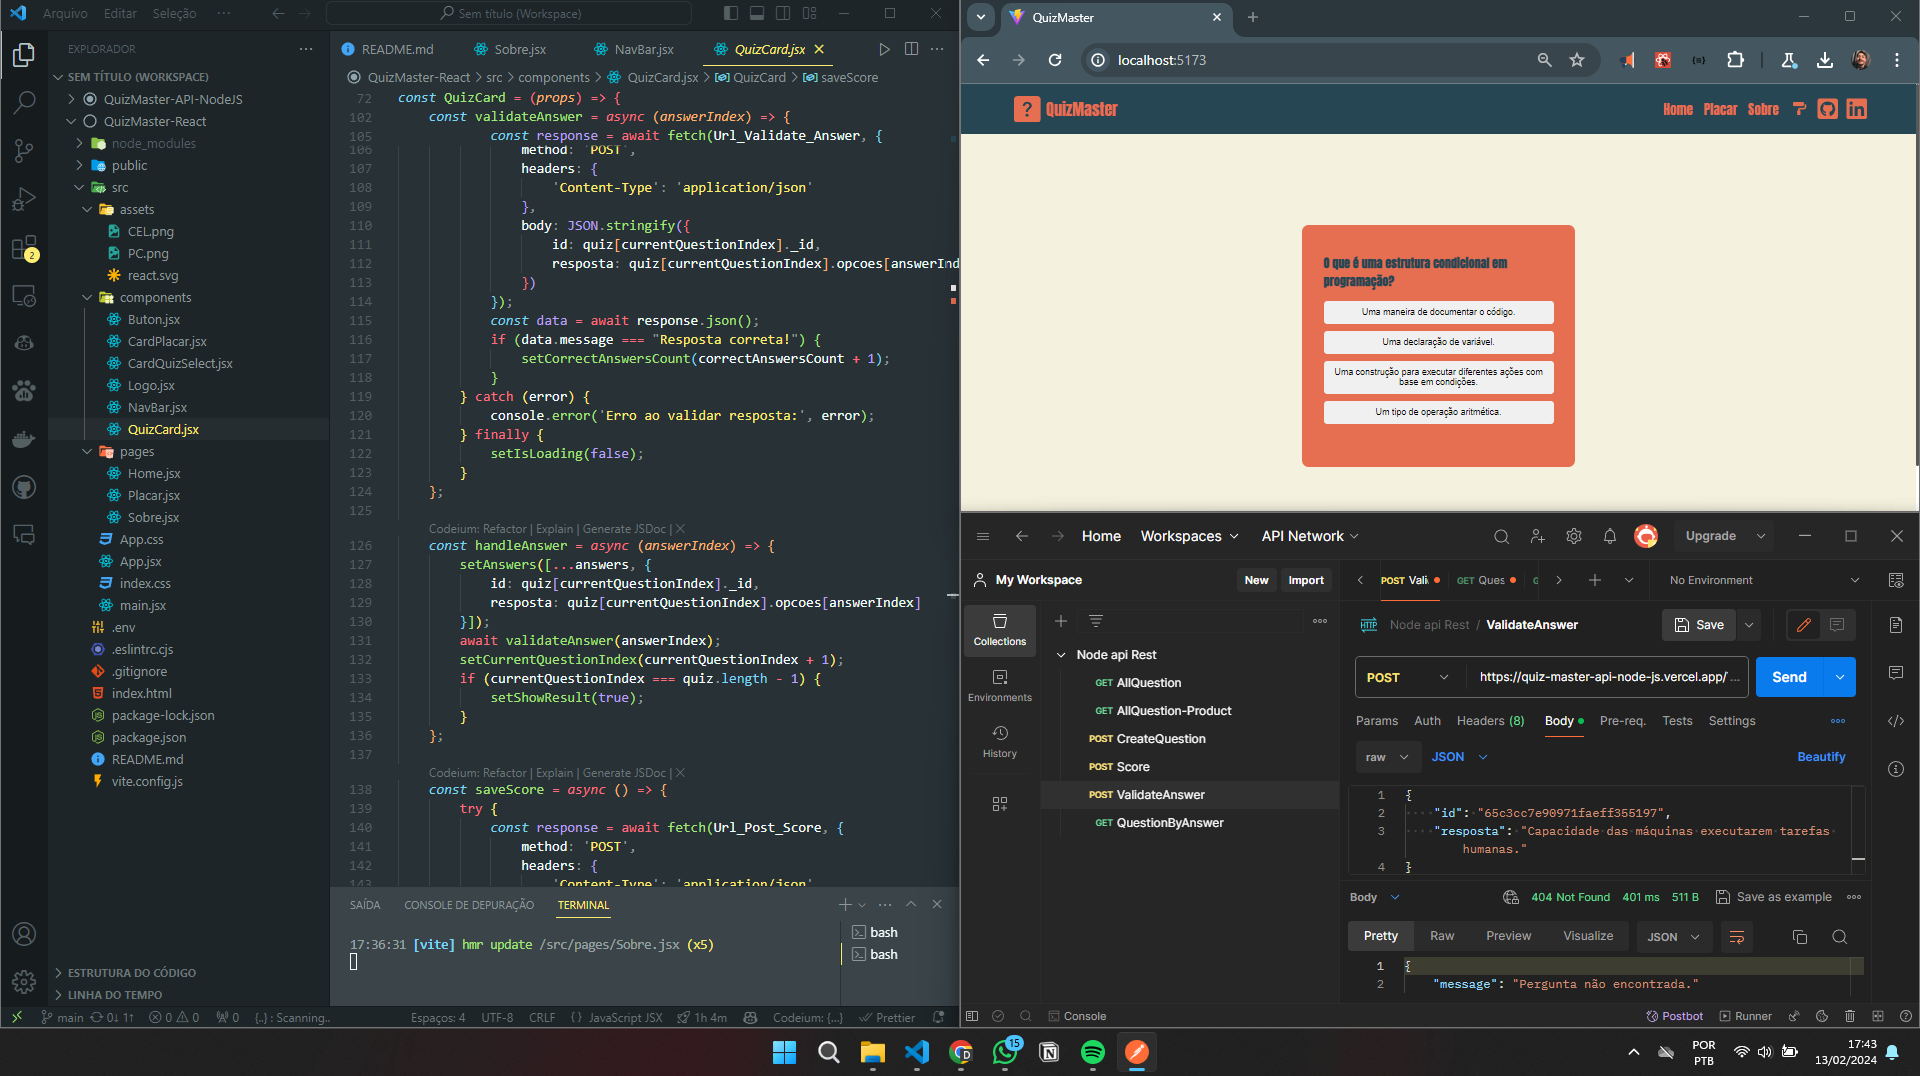 Arquivo Editar Seleção ··· Sem título (Workspace)
EXPLORADOR
SEM TÍTULO (WORKSPACE)
QuizMaster-API-NodeJS
QuizMaster-React
node_modules
public
src
assets
CEL.png
PC.png
react.svg
components
Buton.jsx
CardPlacar.jsx
CardQuizSelect.jsx
Logo.jsx
NavBar.jsx
QuizCard.jsx
pages
Home.jsx
Placar.jsx
Sobre.jsx
App.css
App.jsx
index.css
main.jsx
.env
.eslintrc.cjs
.gitignore
index.html
package-lock.json
package.json
README.md
vite.config.js
ESTRUTURA DO CÓDIGO
LINHA DO TEMPO
2
README.md Sobre.jsx NavBar.jsx QuizCard.jsx
QuizMaster-React > src > components > QuizCard.jsx > QuizCard > saveScore
72 const QuizCard = (props) => {
102 const validateAnswer = async (answerIndex) => {
105 const response = await fetch(Url_Validate_Answer, {
106 method: 'POST',
107 headers: {
108 'Content-Type': 'application/json'
109 },
110 body: JSON.stringify({
111 id: quiz[currentQuestionIndex]._id,
112 resposta: quiz[currentQuestionIndex].opcoes[answerInd
113 })
114 });
115 const data = await response.json();
116 if (data.message === "Resposta correta!") {
117 setCorrectAnswersCount(correctAnswersCount + 1);
118 }
119 } catch (error) {
120 console.error('Erro ao validar resposta:', error);
121 } finally {
122 setIsLoading(false);
123 }
124 };
125
Codeium: Refactor | Explain | Generate JSDoc | X
126 const handleAnswer = async (answerIndex) => {
127 setAnswers([...answers, {
128 id: quiz[currentQuestionIndex]._id,
129 resposta: quiz[currentQuestionIndex].opcoes[answerIndex]
130 }]);
131 await validateAnswer(answerIndex);
132 setCurrentQuestionIndex(currentQuestionIndex + 1);
133 if (currentQuestionIndex === quiz.length - 1) {
134 setShowResult(true);
135 }
136 };
137
Codeium: Refactor | Explain | Generate JSDoc | X
138 const saveScore = async () => {
139 try {
140 const response = await fetch(Url_Post_Score, {
141 method: 'POST',
142 headers: {
143 'Content-Type': 'application/json'
SAÍDA CONSOLE DE DEPURAÇÃO TERMINAL
17:36:31 [vite] hmr update /src/pages/Sobre.jsx (x5)
bash
bash
main 0↓ 1↑ 0 0 0 {..} : Scanning.. Espaços: 4 UTF-8 CRLF {} JavaScript JSX 1h 4m Codeium: {...} Prettier
QuizMaster
localhost:5173
? QuizMaster Home Placar Sobre
O que é uma estrutura condicional em
programação?
Uma maneira de documentar o código.
Uma declaração de variável.
Uma construção para executar diferentes ações com
base em condições.
Um tipo de operação aritmética.
Home Workspaces API Network Upgrade
My Workspace New Import
POST Vali GET Ques No Environment
Collections
Environments
History
Node api Rest
GET AllQuestion
GET AllQuestion-Product
POST CreateQuestion
POST Score
POST ValidateAnswer
GET QuestionByAnswer
HTTP Node api Rest / ValidateAnswer Save
POST https://quiz-master-api-node-js.vercel.app/ ... Send
Params Auth Headers (8) Body Pre-req. Tests Settings
raw JSON Beautify
1 {
2 "id": "65c3cc7e90971faeff355197",
3 "resposta": "Capacidade das máquinas executarem tarefas
humanas."
4 }
Body 404 Not Found 401 ms 511 B Save as example
Pretty Raw Preview Visualize JSON
1 {
2 "message": "Pergunta não encontrada."
Console Postbot Runner
15
POR
PTB
17:43
13/02/2024